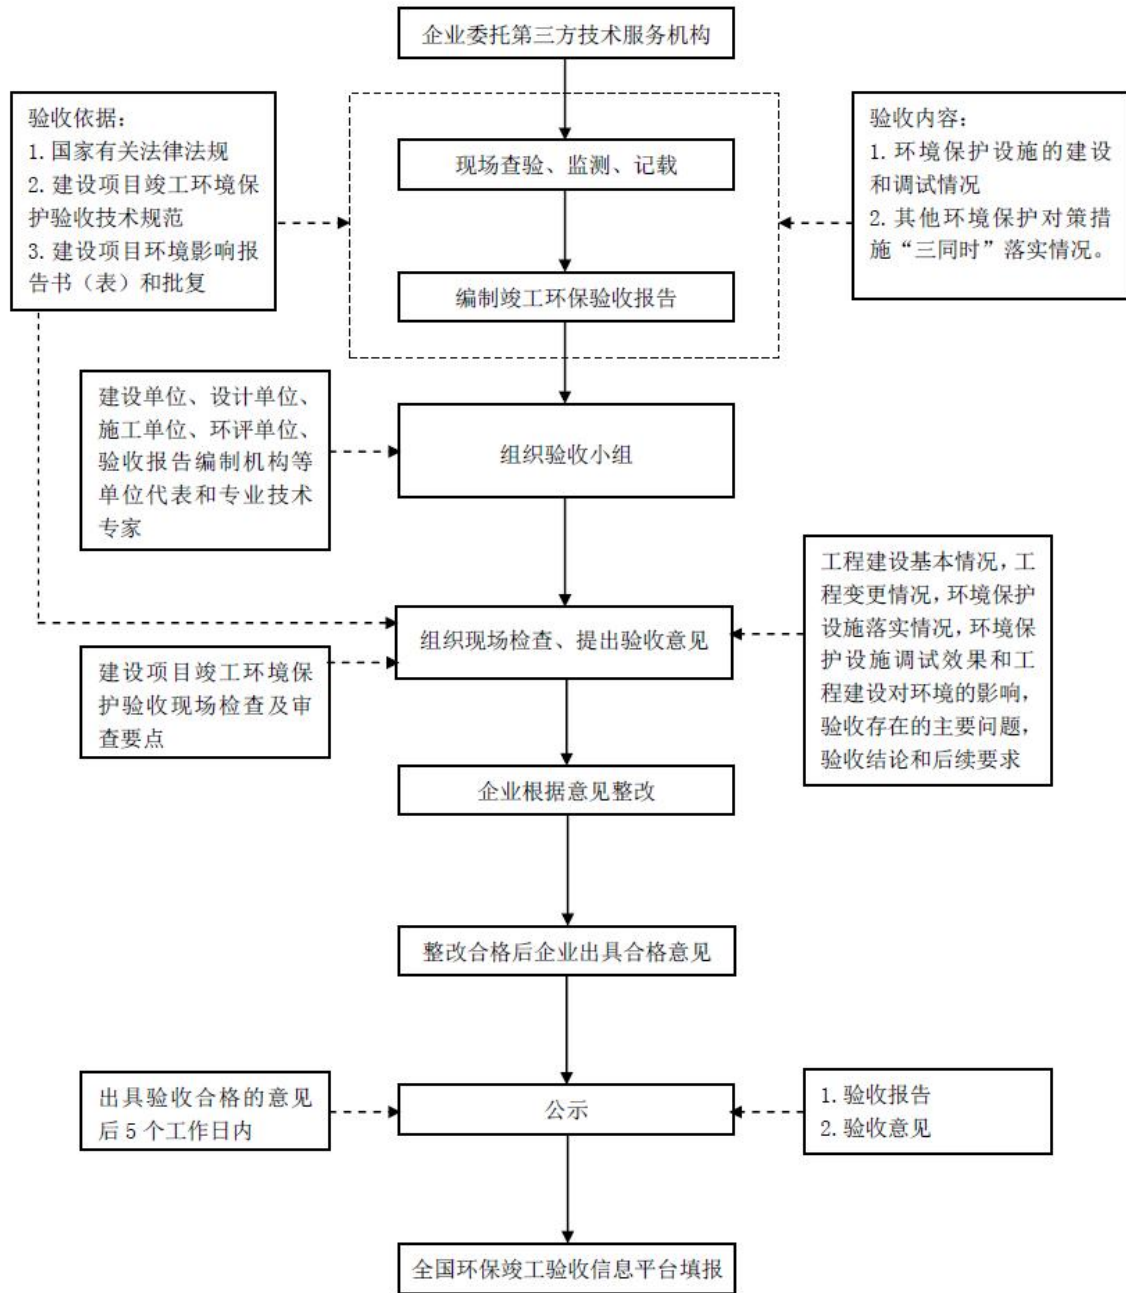 企业委托第三方技术服务机构
验收依据：
1. 国家有关法律法规
2. 建设项目竣工环境保
护验收技术规范
3. 建设项目环境影响报
告书（表）和批复
现场查验、监测、记载
编制竣工环保验收报告
验收内容：
1. 环境保护设施的建设
和调试情况
2. 其他环境保护对策措
施“三同时”落实情况。
建设单位、设计单位、
施工单位、环评单位、
验收报告编制机构等
单位代表和专业技术
专家
组织验收小组
组织现场检查、提出验收意见
工程建设基本情况，工
程变更情况，环境保护
设施落实情况，环境保
护设施调试效果和工
程建设对环境的影响，
验收存在的主要问题，
验收结论和后续要求
建设项目竣工环境保
护验收现场检查及审
查要点
企业根据意见整改
整改合格后企业出具合格意见
出具验收合格的意见
后 5 个工作日内
公示
1. 验收报告
2. 验收意见
全国环保竣工验收信息平台填报